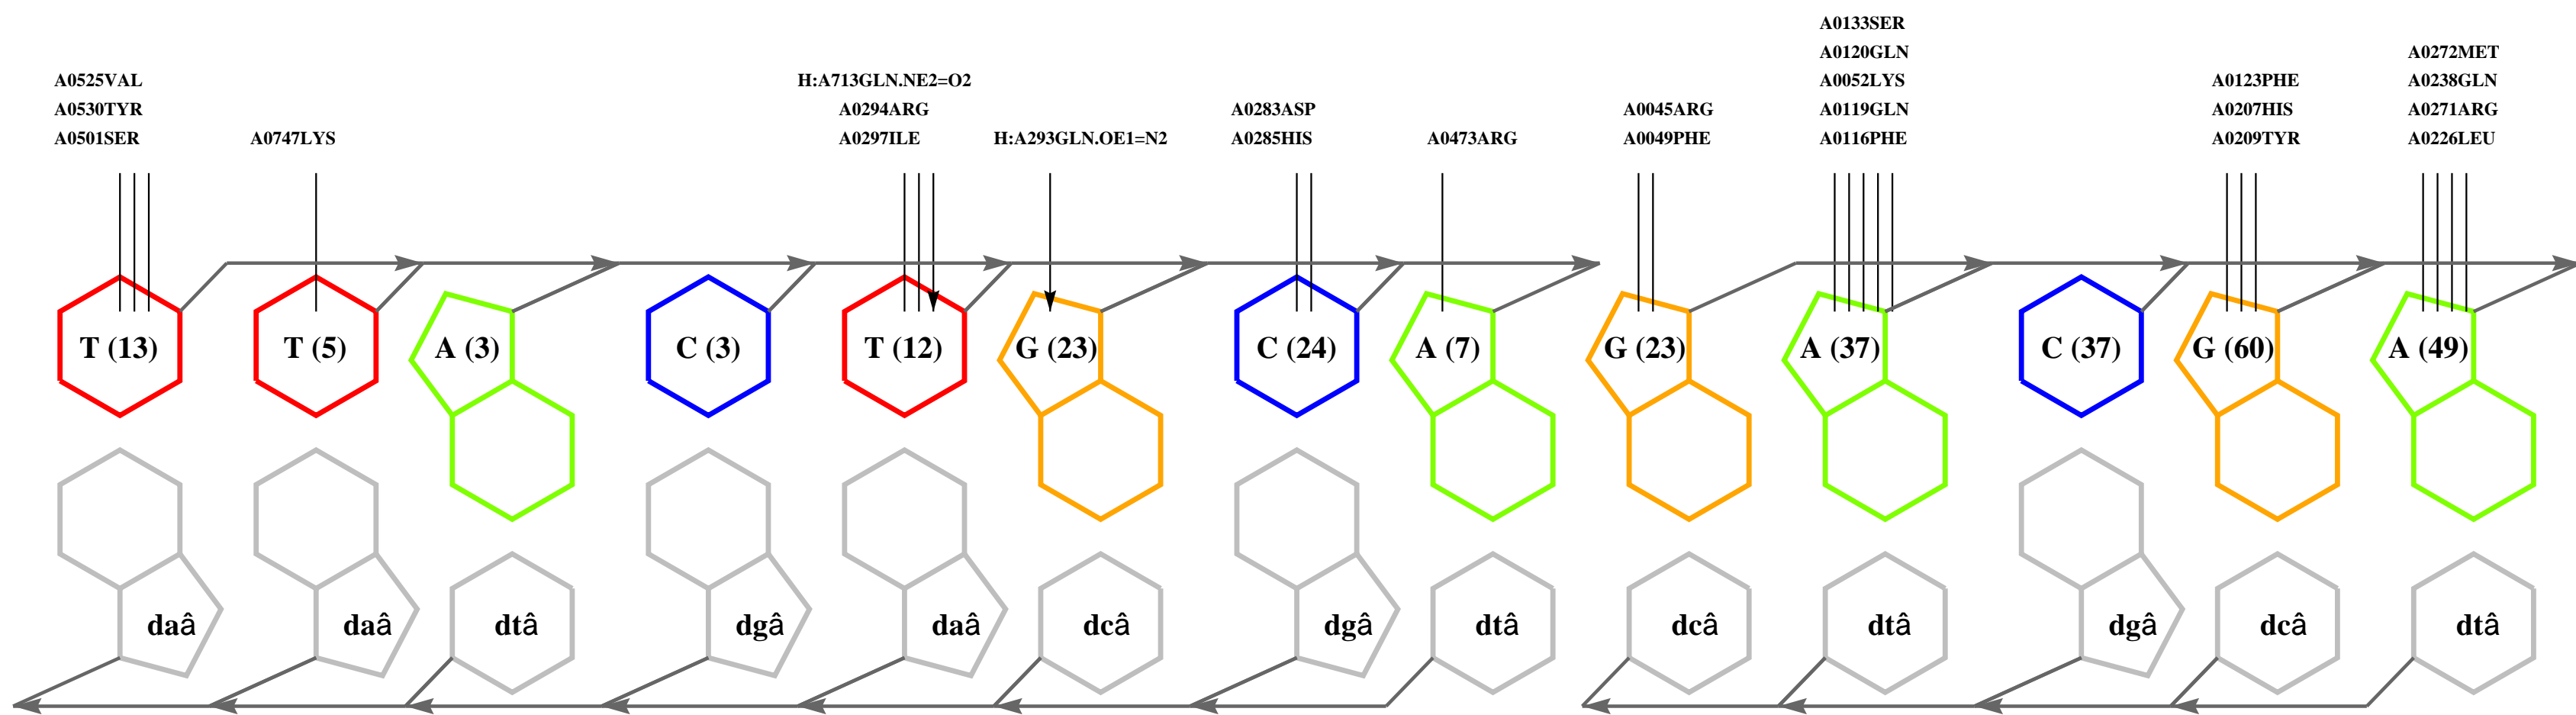 A0133SER
A0120GLN
A0272MET
A0525VAL
H:A713GLN.NE2=O2
A0052LYS
A0123PHE
A0238GLN
A0530TYR
A0294ARG
A0283ASP
A0045ARG
A0119GLN
A0207HIS
A0271ARG
A0501SER
A0747LYS
A0297ILE
H:A293GLN.OE1=N2
A0285HIS
A0473ARG
A0049PHE
A0116PHE
A0209TYR
A0226LEU
T (13)
T (5)
A (3)
C (3)
T (12)
G (23)
C (24)
A (7)
G (23)
A (37)
C (37)
G (60)
A (49)
daâ
daâ
dtâ
dgâ
daâ
dcâ
dgâ
dtâ
dcâ
dtâ
dgâ
dcâ
dtâ